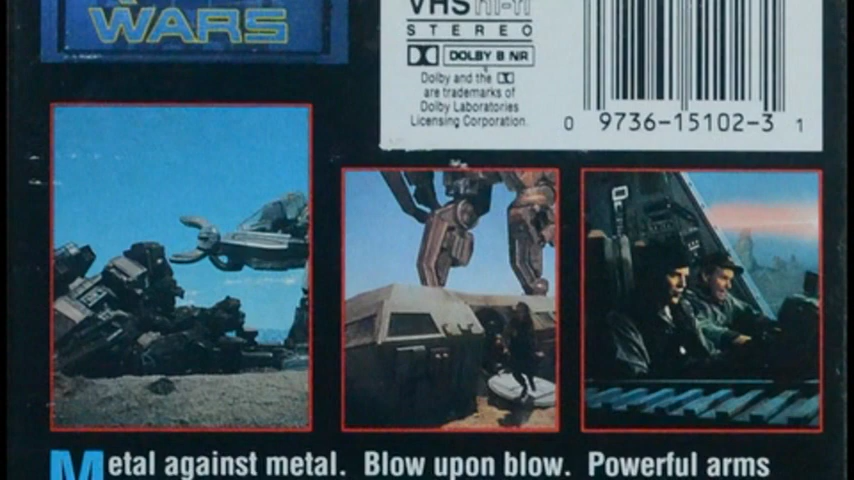 WARS
VHS hi-fi
STEREO
DOLBY B NR
Dolby and the
are trademarks of
Dolby Laboratories
Licensing Corporation.
0 9736-15102-3 1
Metal against metal. Blow upon blow. Powerful arms